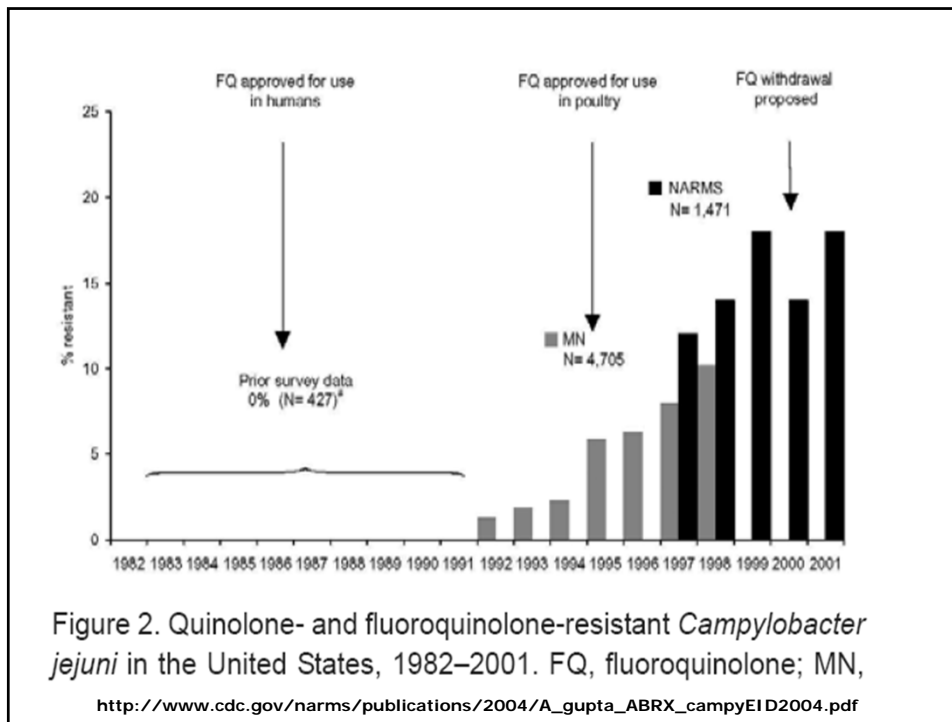 FQ approved for use
in humans
FQ approved for use
in poultry
FQ withdrawal
proposed
25
20
15
10
5
0
% resistant
NARMS
N= 1,471
MN
N= 4,705
Prior survey data
0% (N= 427)
1982 1983 1984 1985 1986 1987 1988 1989 1990 1991 1992 1993 1994 1995 1996 1997 1998 1999 2000 2001
Figure 2. Quinolone- and fluoroquinolone-resistant Campylobacter
jejuni in the United States, 1982–2001. FQ, fluoroquinolone; MN,
http://www.cdc.gov/narms/publications/2004/A_gupta_ABRX_campyEID2004.pdf